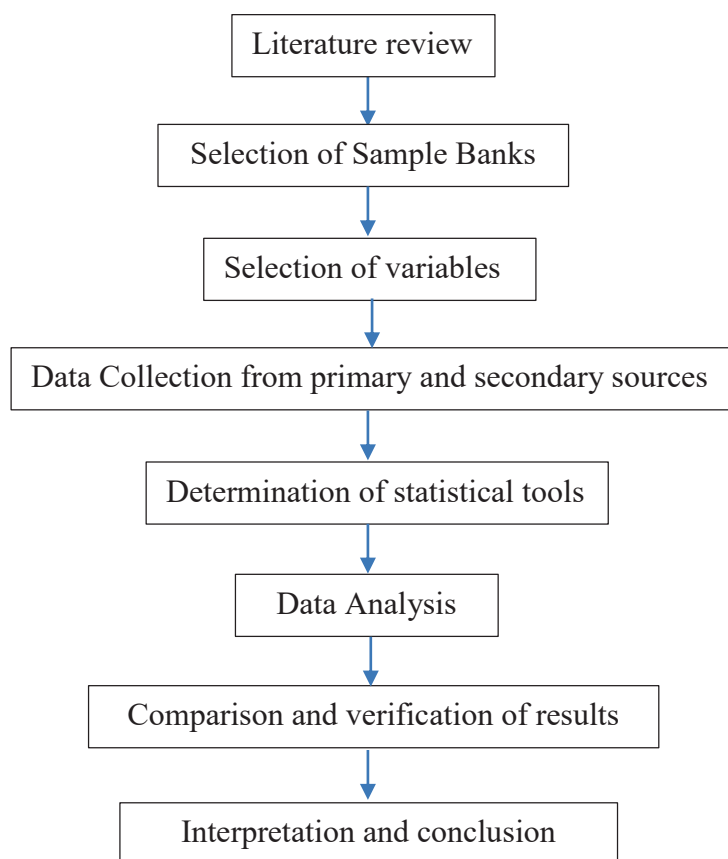 Literature review
Selection of Sample Banks
Selection of variables
Data Collection from primary and secondary sources
Determination of statistical tools
Data Analysis
Comparison and verification of results
Interpretation and conclusion